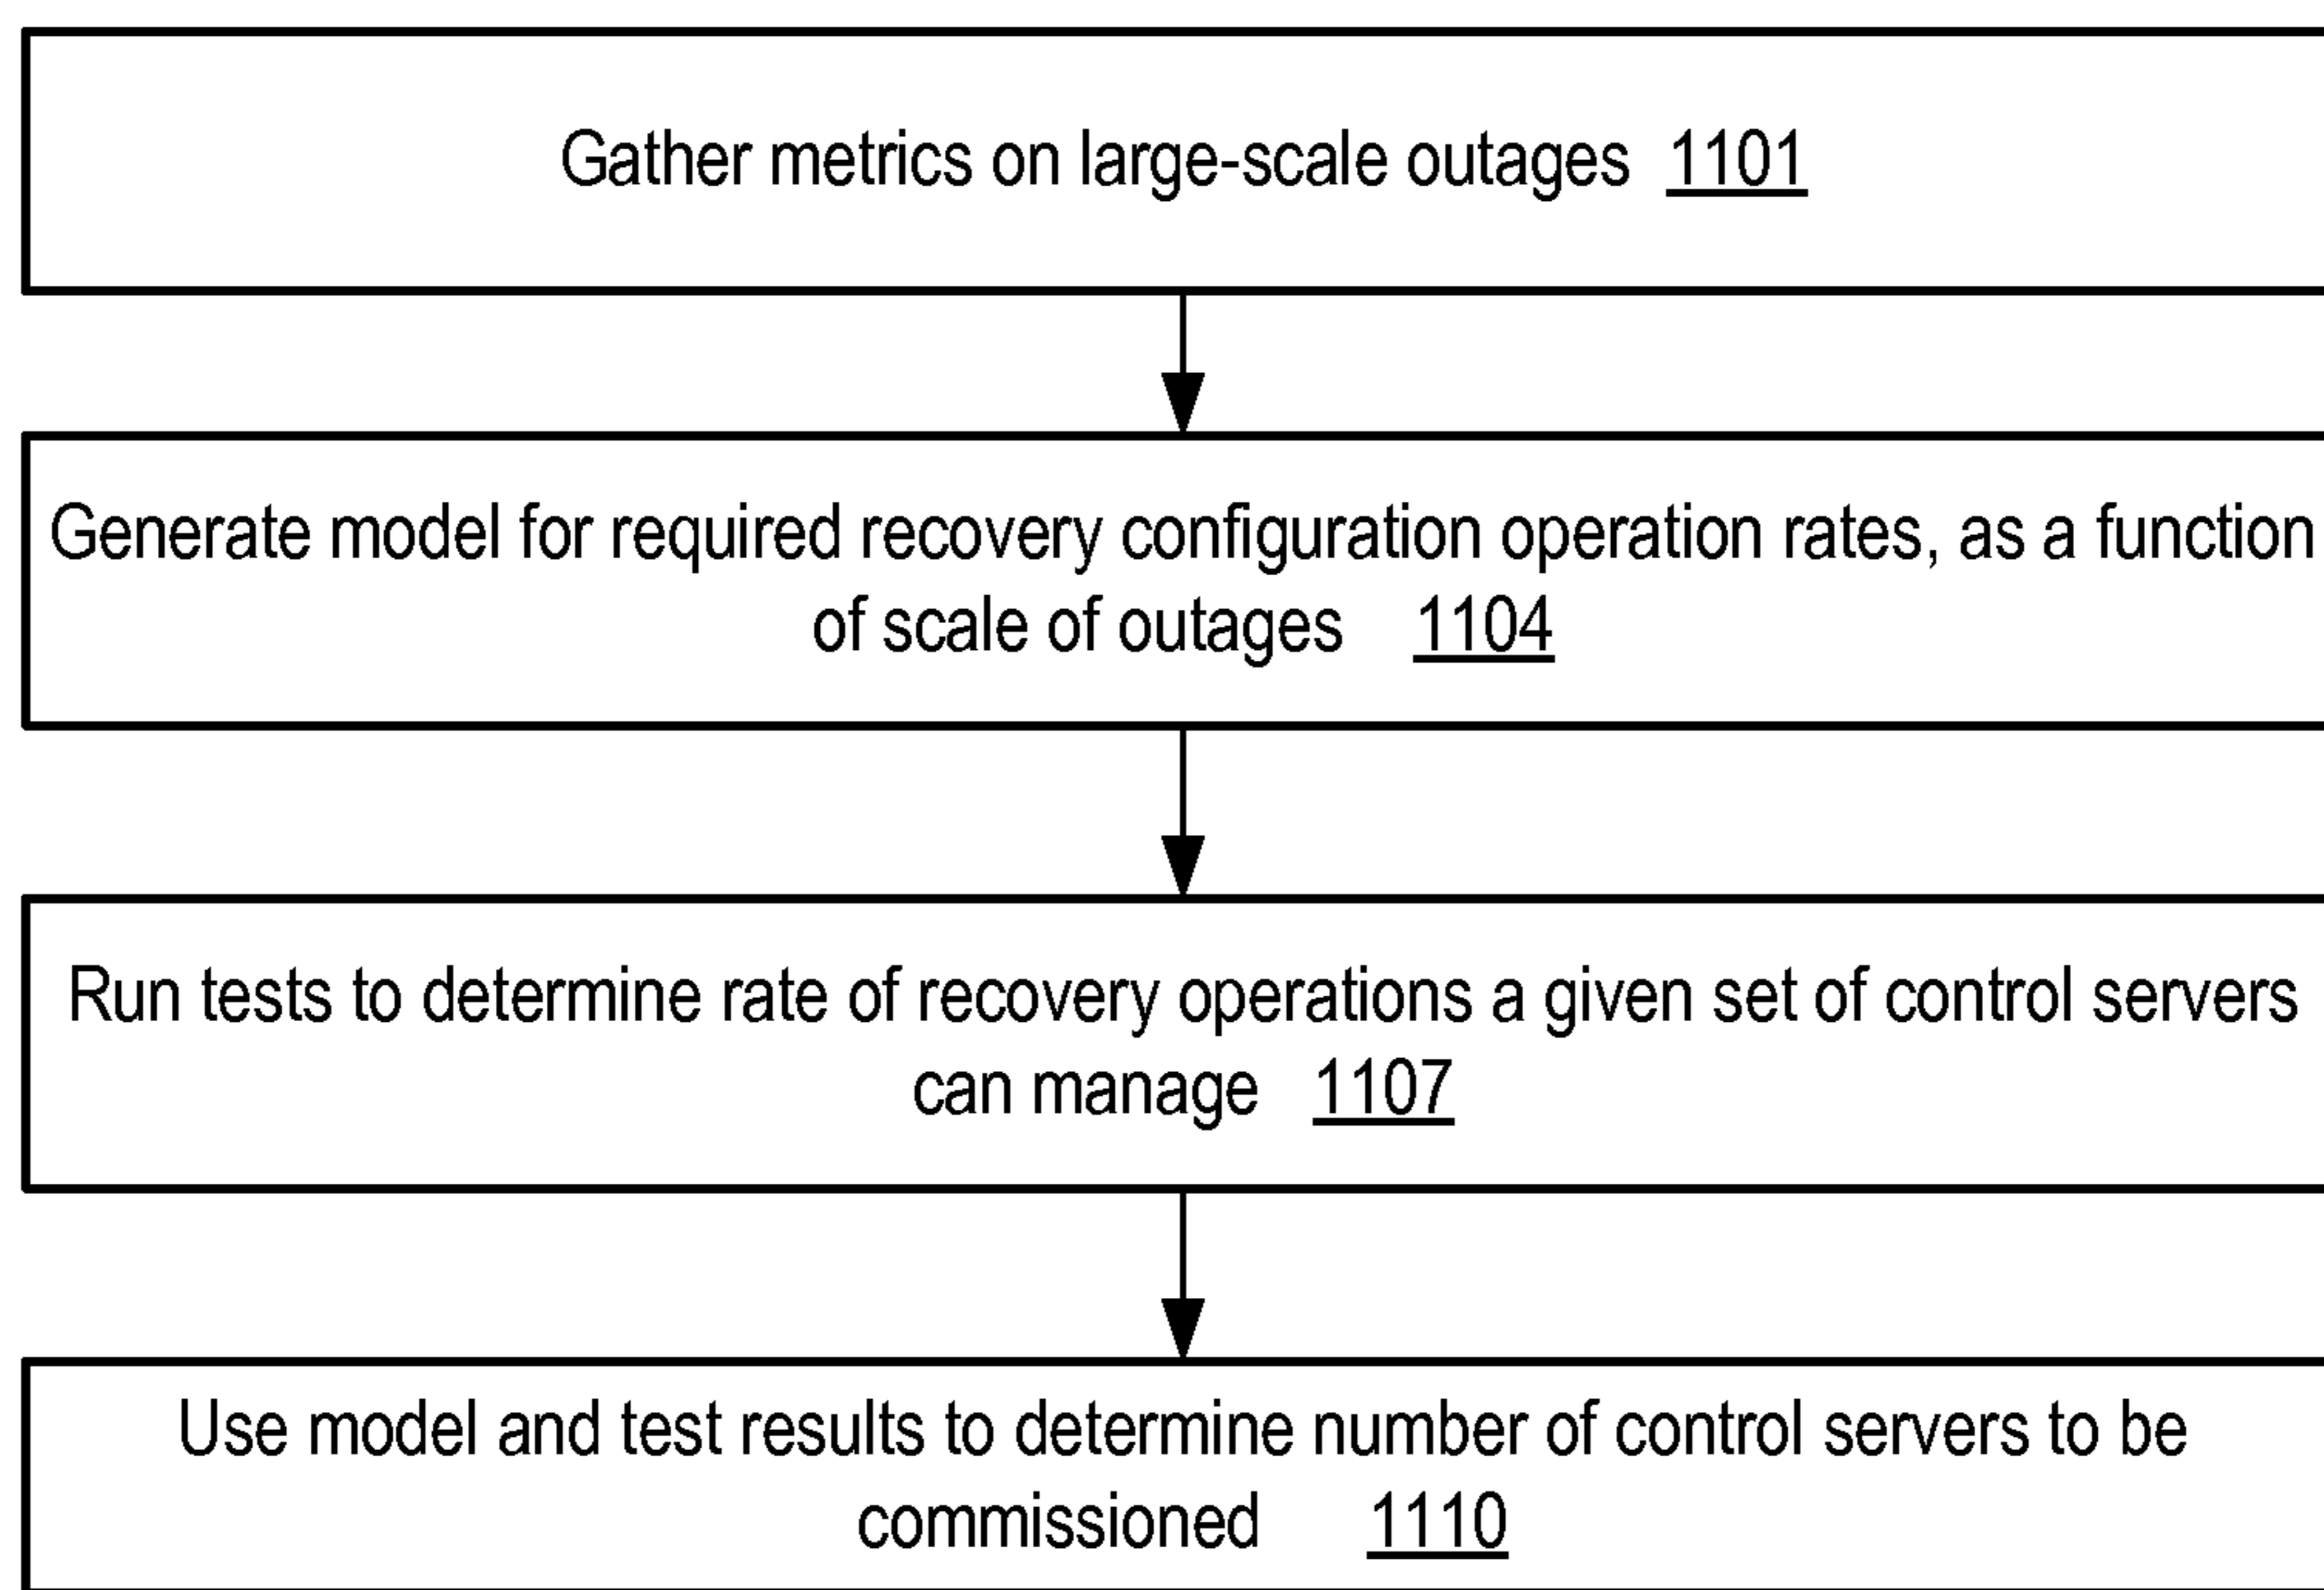 Gather metrics on large-scale outages 1101
Generate model for required recovery configuration operation rates, as a function
of scale of outages 1104
Run tests to determine rate of recovery operations a given set of control servers
can manage 1107
Use model and test results to determine number of control servers to be
commissioned 1110